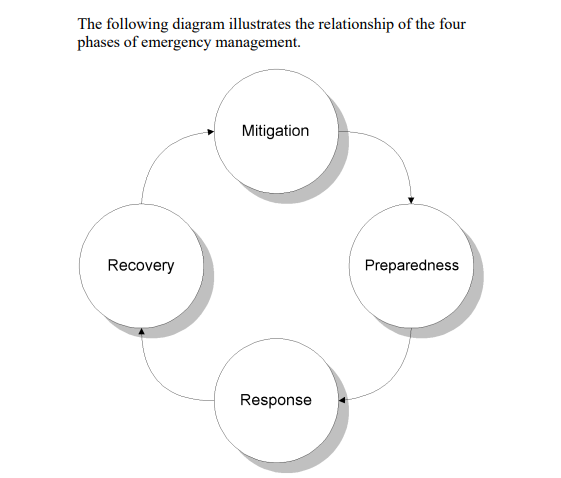 The following diagram illustrates the relationship of the four
phases of emergency management.
Mitigation
Recovery
Preparedness
Response